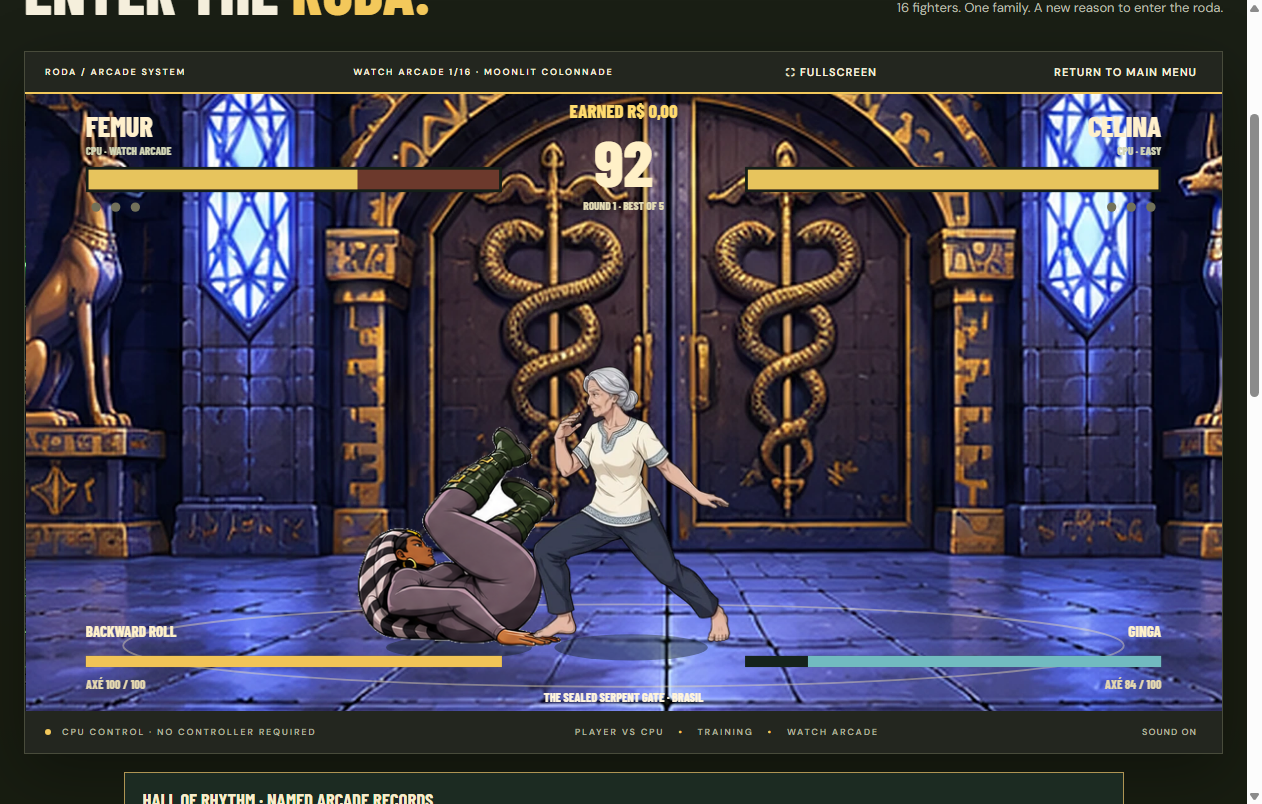 ENTER THE RODA.
16 fighters. One family. A new reason to enter the roda.
RODA / ARCADE SYSTEM
WATCH ARCADE 1/16 · MOONLIT COLONNADE
FULLSCREEN
RETURN TO MAIN MENU
EARNED R$ 0,00
FEMUR
CELINA
CPU · WATCH ARCADE
92
CPU · EASY
ROUND 1 · BEST OF 5
BACKWARD ROLL
GINGA
AXÉ 100 / 100
AXÉ 84 / 100
THE SEALED SERPENT GATE · BRASIL
CPU CONTROL · NO CONTROLLER REQUIRED
PLAYER VS CPU • TRAINING • WATCH ARCADE
SOUND ON
HALL OF RHYTHM · NAMED ARCADE RECORDS